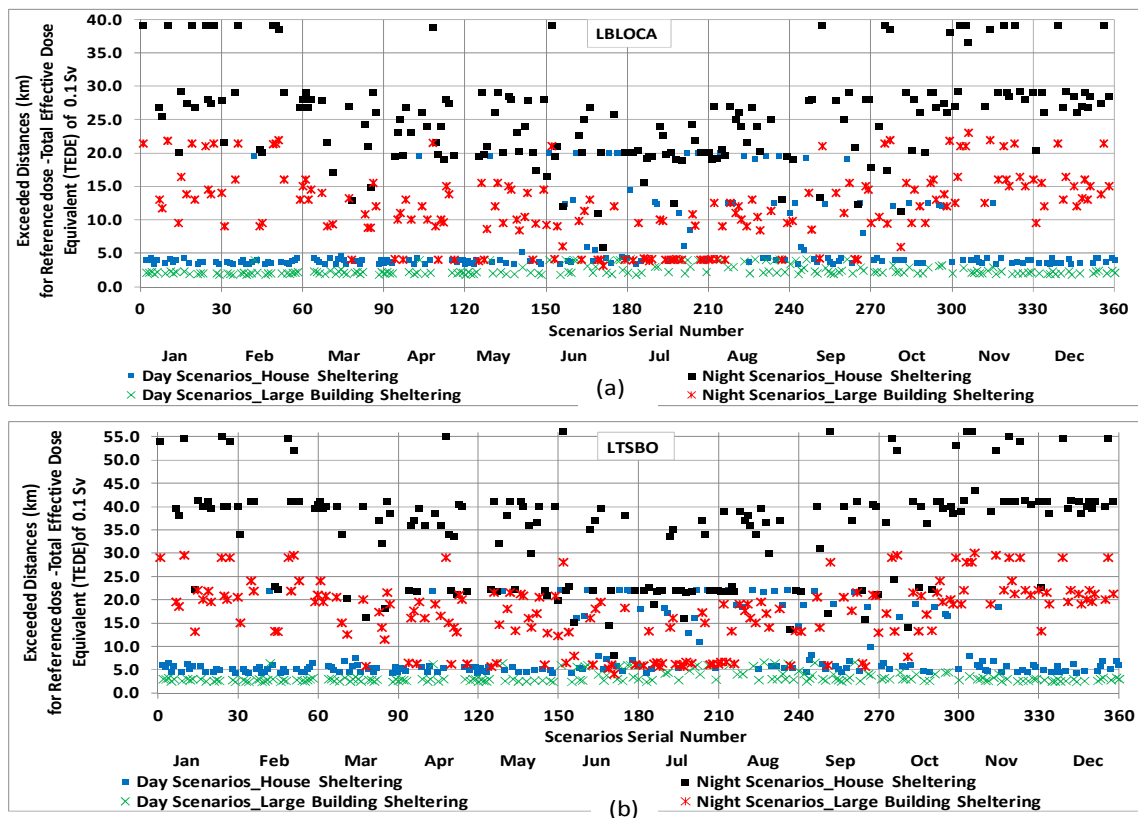 Exceeded Distances (km)
for Reference dose -Total Effective Dose
Equivalent (TEDE) of 0.1 Sv
40.0
35.0
30.0
25.0
20.0
15.0
10.0
5.0
0.0
LBLOCA
0 30 60 90 120 150 180 210 240 270 300 330 360
Scenarios Serial Number
Jan Feb Mar Apr May Jun Jul Aug Sep Oct Nov Dec
Day Scenarios_House Sheltering Night Scenarios_House Sheltering
Day Scenarios_Large Building Sheltering Night Scenarios_Large Building Sheltering
(a)
Exceeded Distances (km)
for Reference dose -Total Effective Dose
Equivalent (TEDE)of 0.1 Sv
55.0
50.0
45.0
40.0
35.0
30.0
25.0
20.0
15.0
10.0
5.0
0.0
LTSBO
0 30 60 90 120 150 180 210 240 270 300 330 360
Scenarios Serial Number
Jan Feb Mar Apr May Jun Jul Aug Sep Oct Nov Dec
Day Scenarios_House Sheltering Night Scenarios_House Sheltering
Day Scenarios_Large Building Sheltering Night Scenarios_Large Building Sheltering
(b)